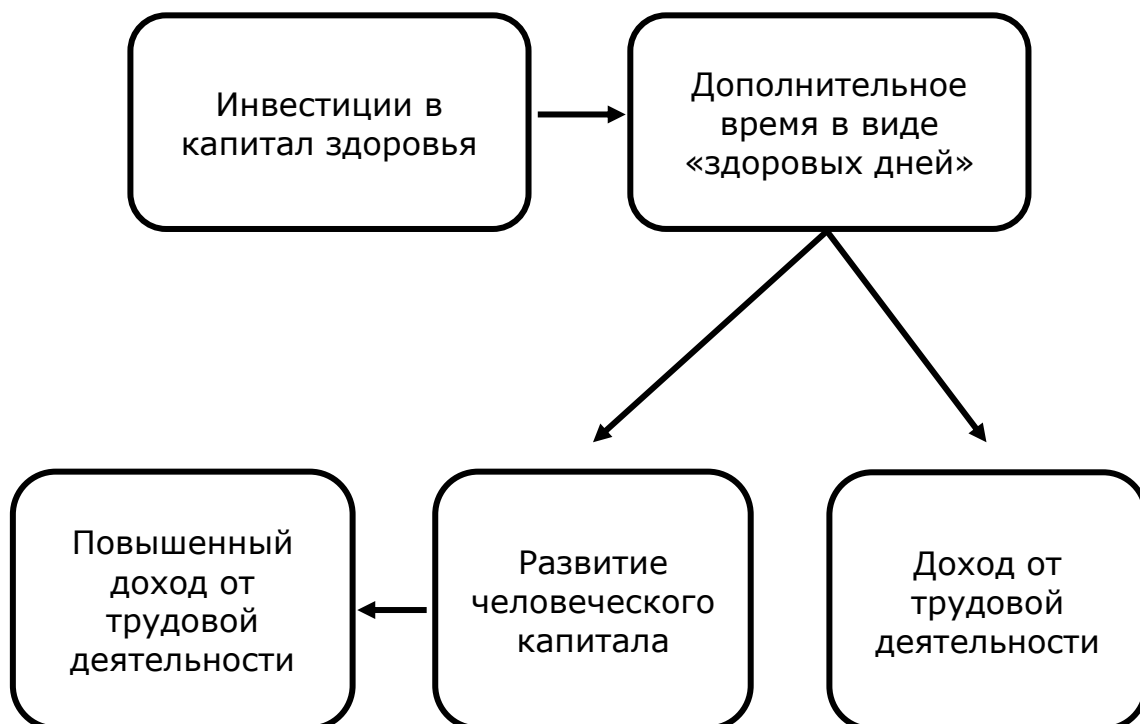 Инвестиции в
капитал здоровья
Дополнительное
время в виде
«здоровых дней»
Повышенный
доход от
трудовой
деятельности
Развитие
человеческого
капитала
Доход от
трудовой
деятельности